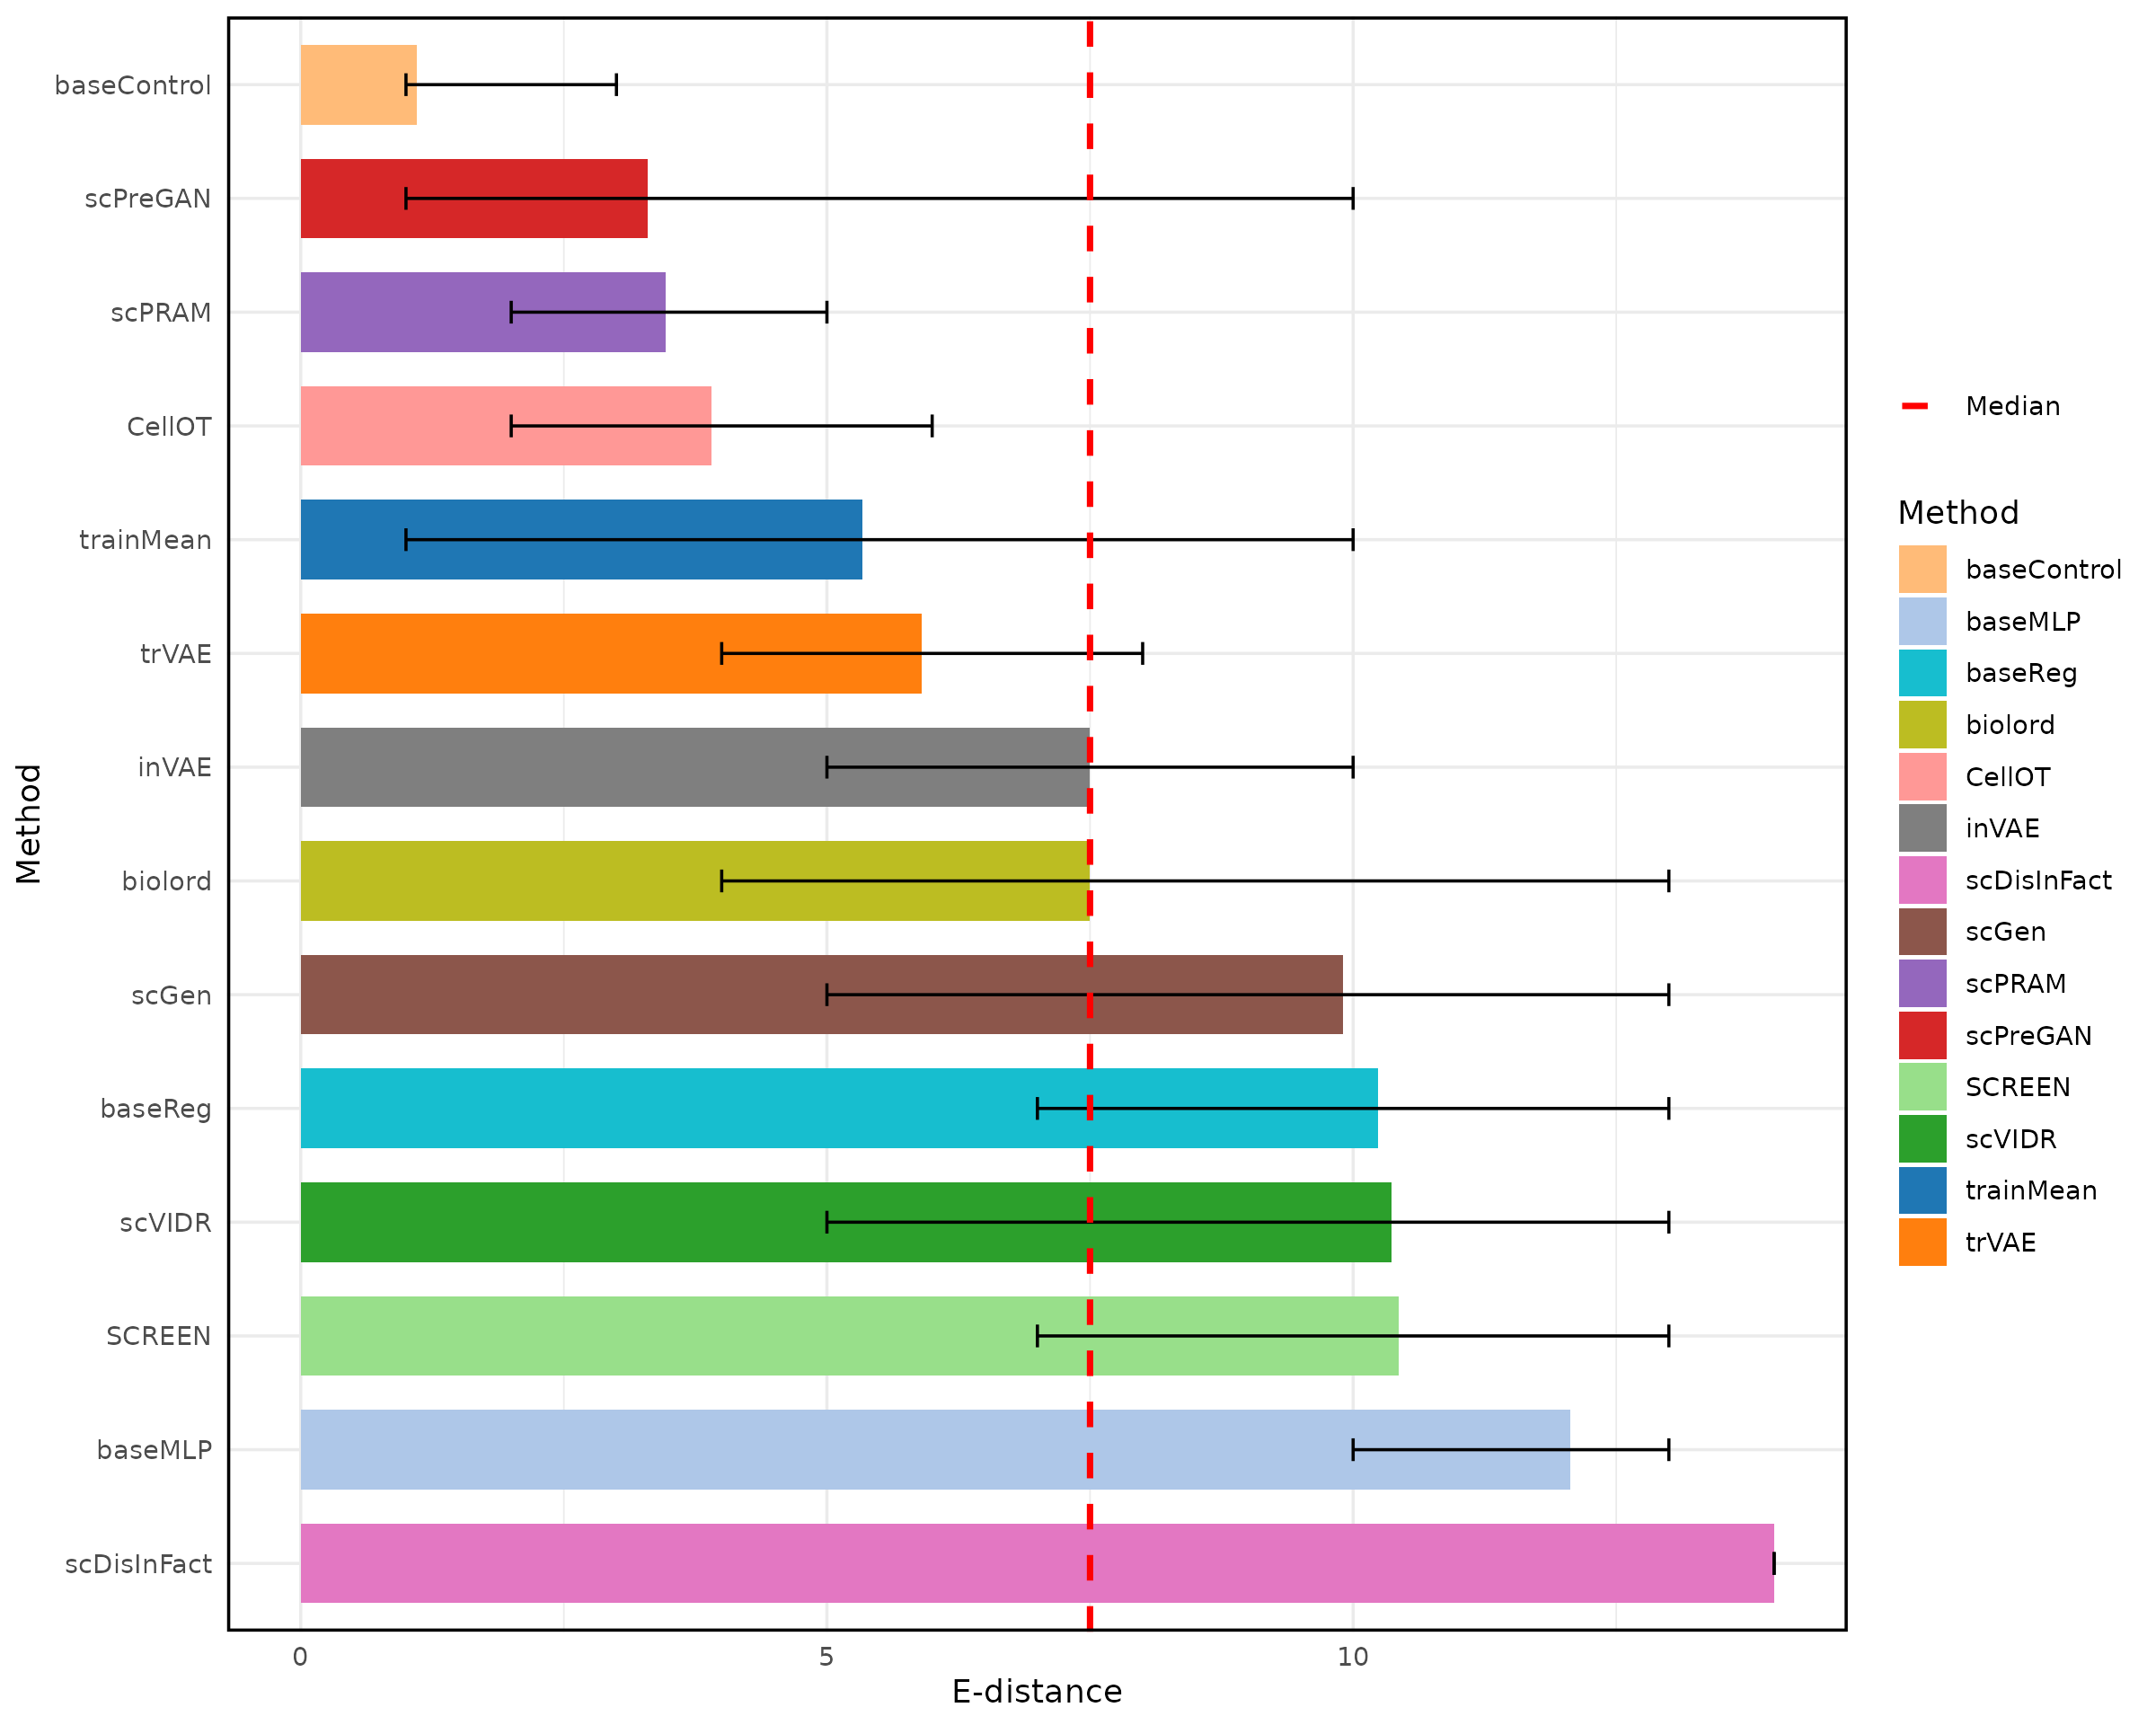 Method
baseControl
scPreGAN
scPRAM
CellOT
trainMean
trVAE
inVAE
biolord
scGen
baseReg
scVIDR
SCREEN
baseMLP
scDisInFact
0 5 10
E-distance
Median
Method
baseControl
baseMLP
baseReg
biolord
CellOT
inVAE
scDisInFact
scGen
scPRAM
scPreGAN
SCREEN
scVIDR
trainMean
trVAE